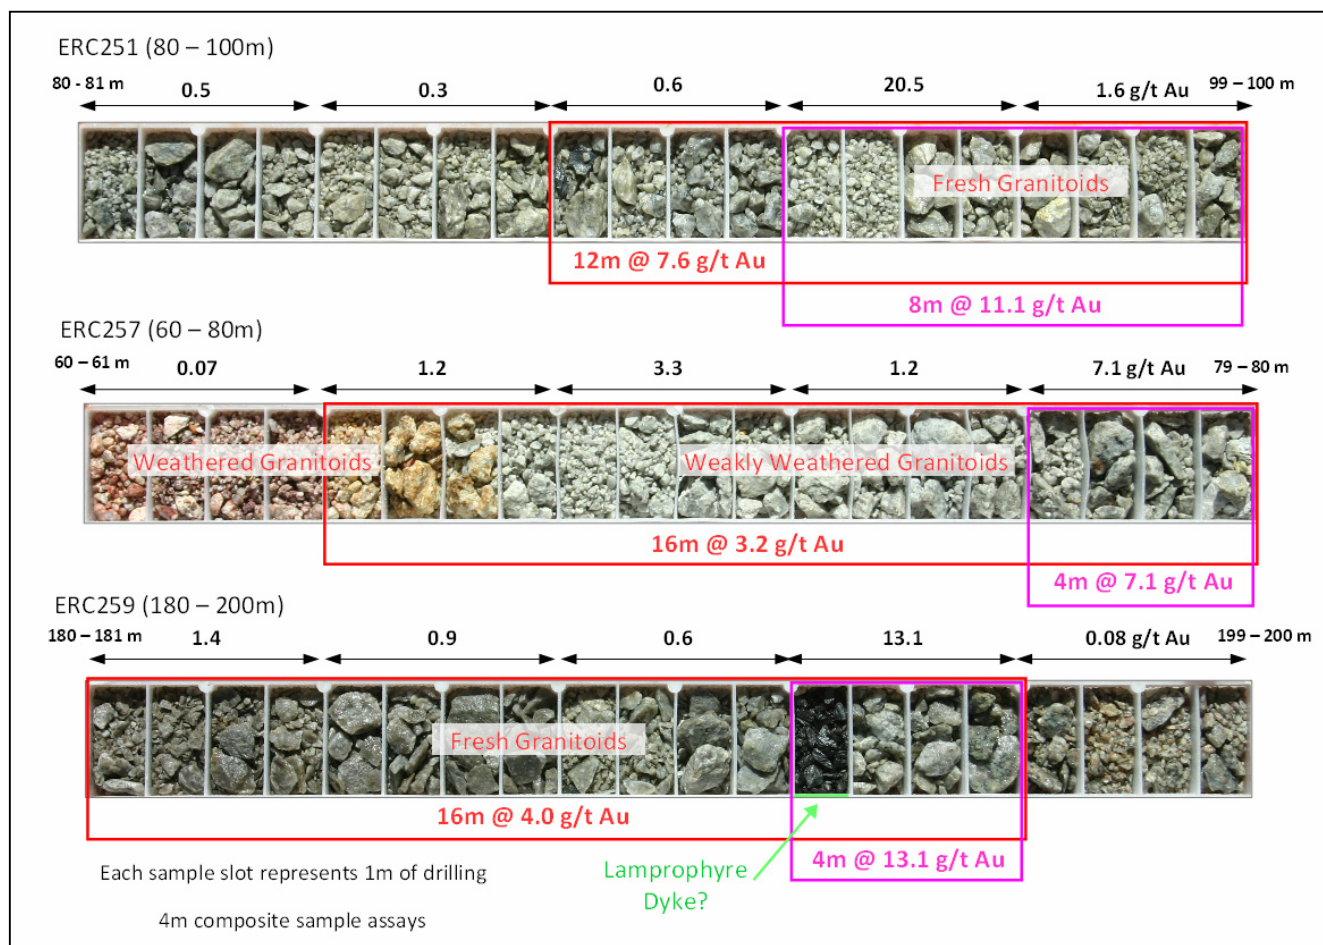 ERC251 (80 – 100m)
80 - 81 m 0.5 0.3 0.6 20.5 1.6 g/t Au 99 – 100 m
Fresh Granitoids
12m @ 7.6 g/t Au
8m @ 11.1 g/t Au
ERC257 (60 – 80m)
60 – 61 m 0.07 1.2 3.3 1.2 7.1 g/t Au 79 – 80 m
Weathered Granitoids Weakly Weathered Granitoids
16m @ 3.2 g/t Au
4m @ 7.1 g/t Au
ERC259 (180 – 200m)
180 – 181 m 1.4 0.9 0.6 13.1 0.08 g/t Au 199 – 200 m
Fresh Granitoids
16m @ 4.0 g/t Au
4m @ 13.1 g/t Au
Lamprophyre
Dyke?
Each sample slot represents 1m of drilling
4m composite sample assays